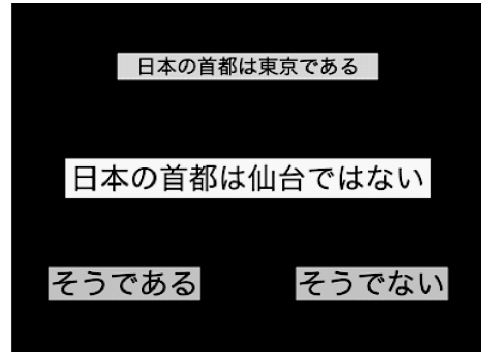 日本の首都は東京である
日本の首都は仙台ではない
そうである
そうでない